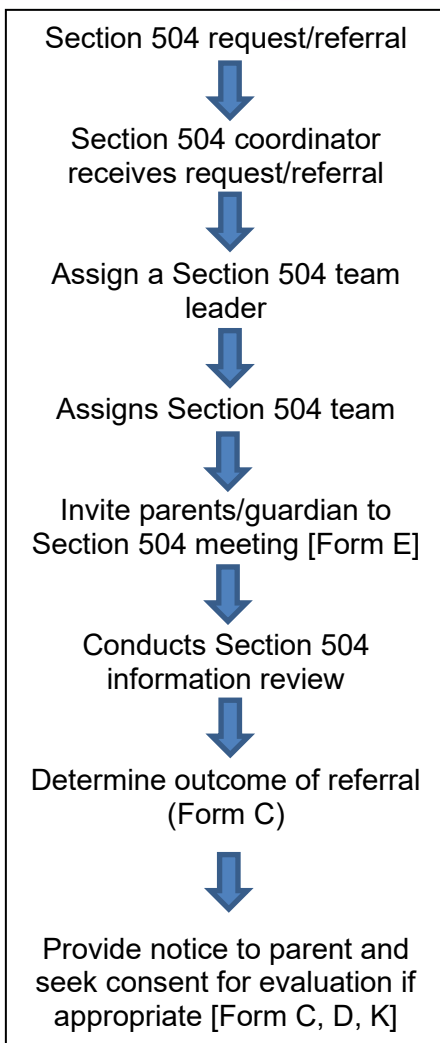 Section 504 request/referral
Section 504 coordinator
receives request/referral
Assign a Section 504 team
leader
Assigns Section 504 team
Invite parents/guardian to
Section 504 meeting [Form E]
Conducts Section 504
information review
Determine outcome of referral
(Form C)
Provide notice to parent and
seek consent for evaluation if
appropriate [Form C, D, K]